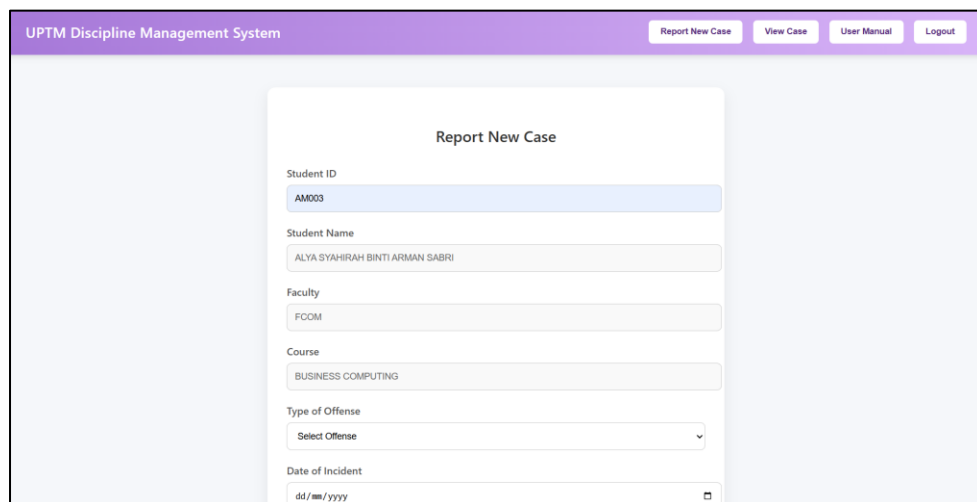 UPTM Discipline Management System
Report New Case View Case User Manual Logout
Report New Case
Student ID
AM003
Student Name
ALYA SYAHIRAH BINTI ARMAN SABRI
Faculty
FCOM
Course
BUSINESS COMPUTING
Type of Offense
Select Offense
Date of Incident
dd/mm/yyyy